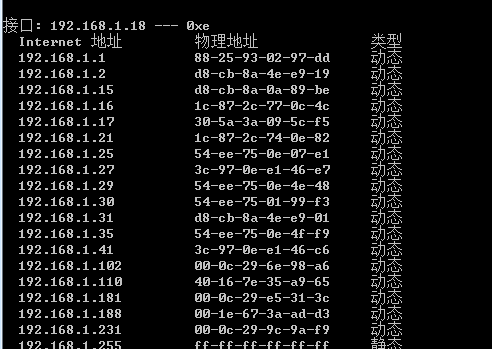 接口: 192.168.1.18 --- 0xe
Internet 地址 物理地址 类型
192.168.1.1 88-25-93-02-97-dd 动态
192.168.1.2 d8-cb-8a-4e-e9-19 动态
192.168.1.15 d8-cb-8a-0a-89-be 动态
192.168.1.16 1c-87-2c-77-0c-4c 动态
192.168.1.17 30-5a-3a-09-5c-f5 动态
192.168.1.21 1c-87-2c-74-0e-82 动态
192.168.1.25 54-ee-75-0e-07-e1 动态
192.168.1.27 3c-97-0e-e1-46-e7 动态
192.168.1.29 54-ee-75-0e-4e-48 动态
192.168.1.30 54-ee-75-01-99-f3 动态
192.168.1.31 d8-cb-8a-4e-e9-01 动态
192.168.1.35 54-ee-75-0e-4f-f9 动态
192.168.1.41 3c-97-0e-e1-46-c6 动态
192.168.1.102 00-0c-29-6e-98-a6 动态
192.168.1.110 40-16-7e-35-a9-65 动态
192.168.1.181 00-0c-29-e5-31-3c 动态
192.168.1.188 00-1e-67-3a-ad-d3 动态
192.168.1.231 00-0c-29-9c-9a-f9 动态
192.168.1.255 ff-ff-ff-ff-ff-ff 静态